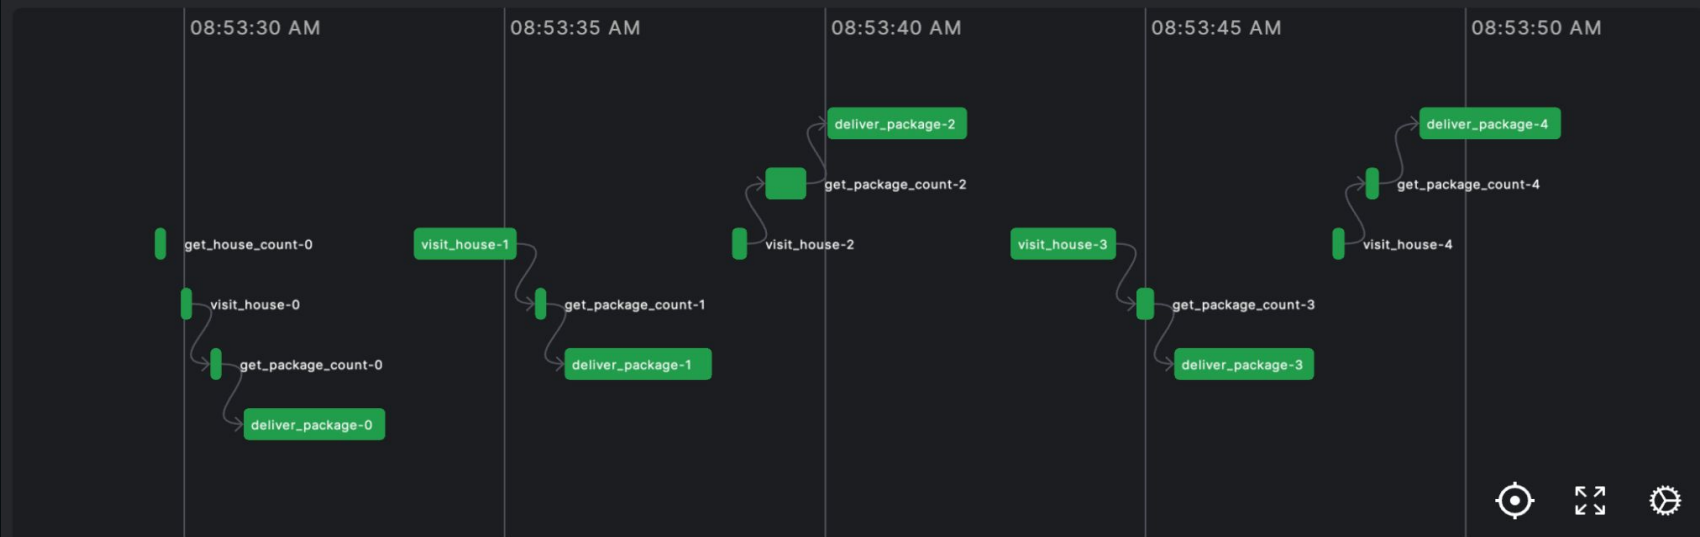 08:53:30 AM
08:53:35 AM
08:53:40 AM
08:53:45 AM
08:53:50 AM
deliver_package-2
deliver_package-4
get_package_count-2
get_package_count-4
get_house_count-0
visit_house-1
visit_house-2
visit_house-3
visit_house-4
visit_house-0
get_package_count-1
get_package_count-3
get_package_count-0
deliver_package-1
deliver_package-3
deliver_package-0